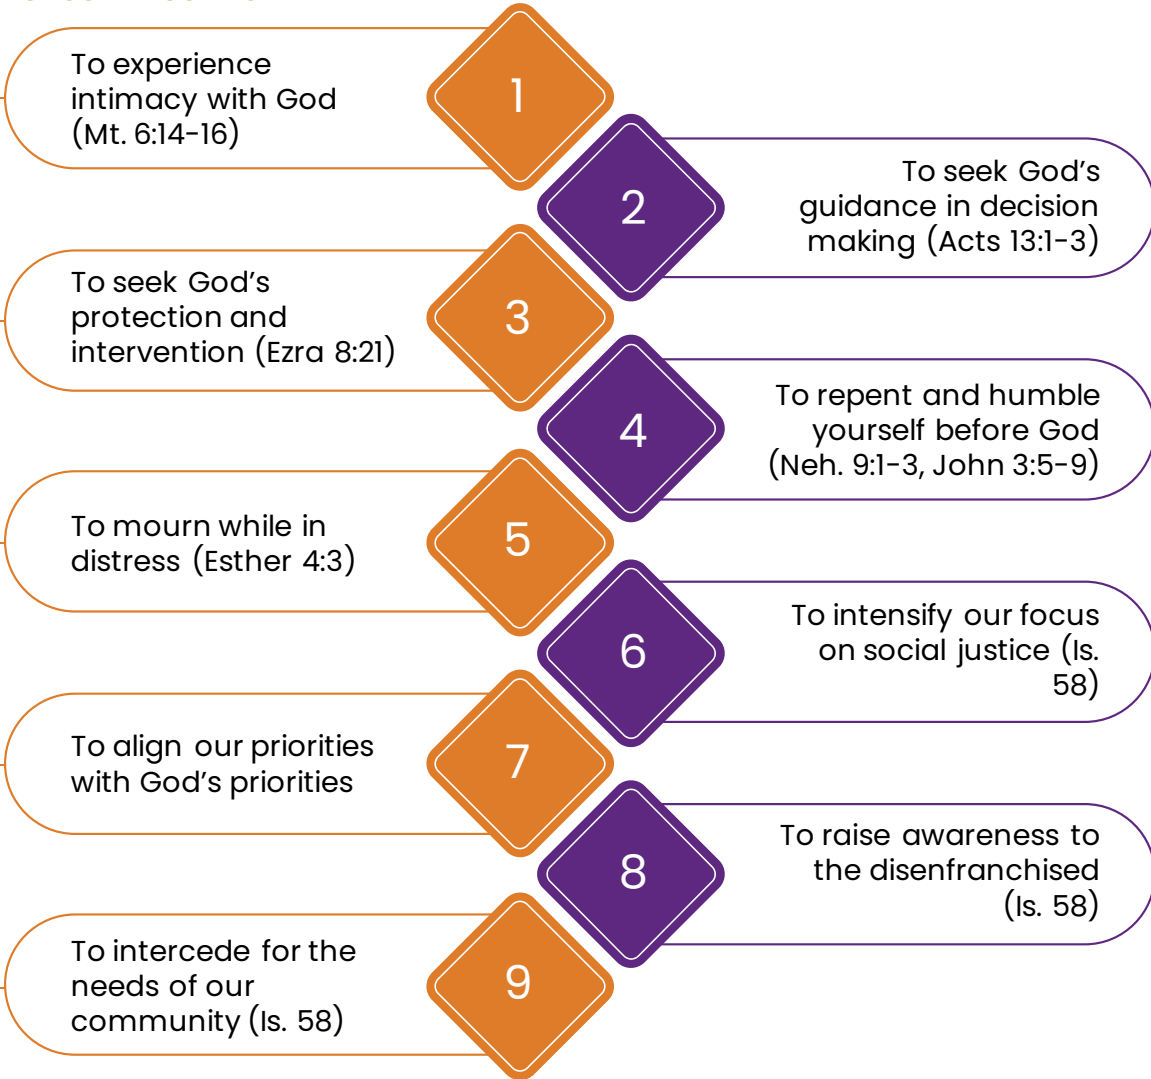 1
To experience
intimacy with God
(Mt. 6:14-16)
2
To seek God’s
guidance in decision
making (Acts 13:1-3)
3
To seek God’s
protection and
intervention (Ezra 8:21)
4
To repent and humble
yourself before God
(Neh. 9:1-3, John 3:5-9)
5
To mourn while in
distress (Esther 4:3)
6
To intensify our focus
on social justice (Is.
58)
7
To align our priorities
with God’s priorities
8
To raise awareness to
the disenfranchised
(Is. 58)
9
To intercede for the
needs of our
community (Is. 58)